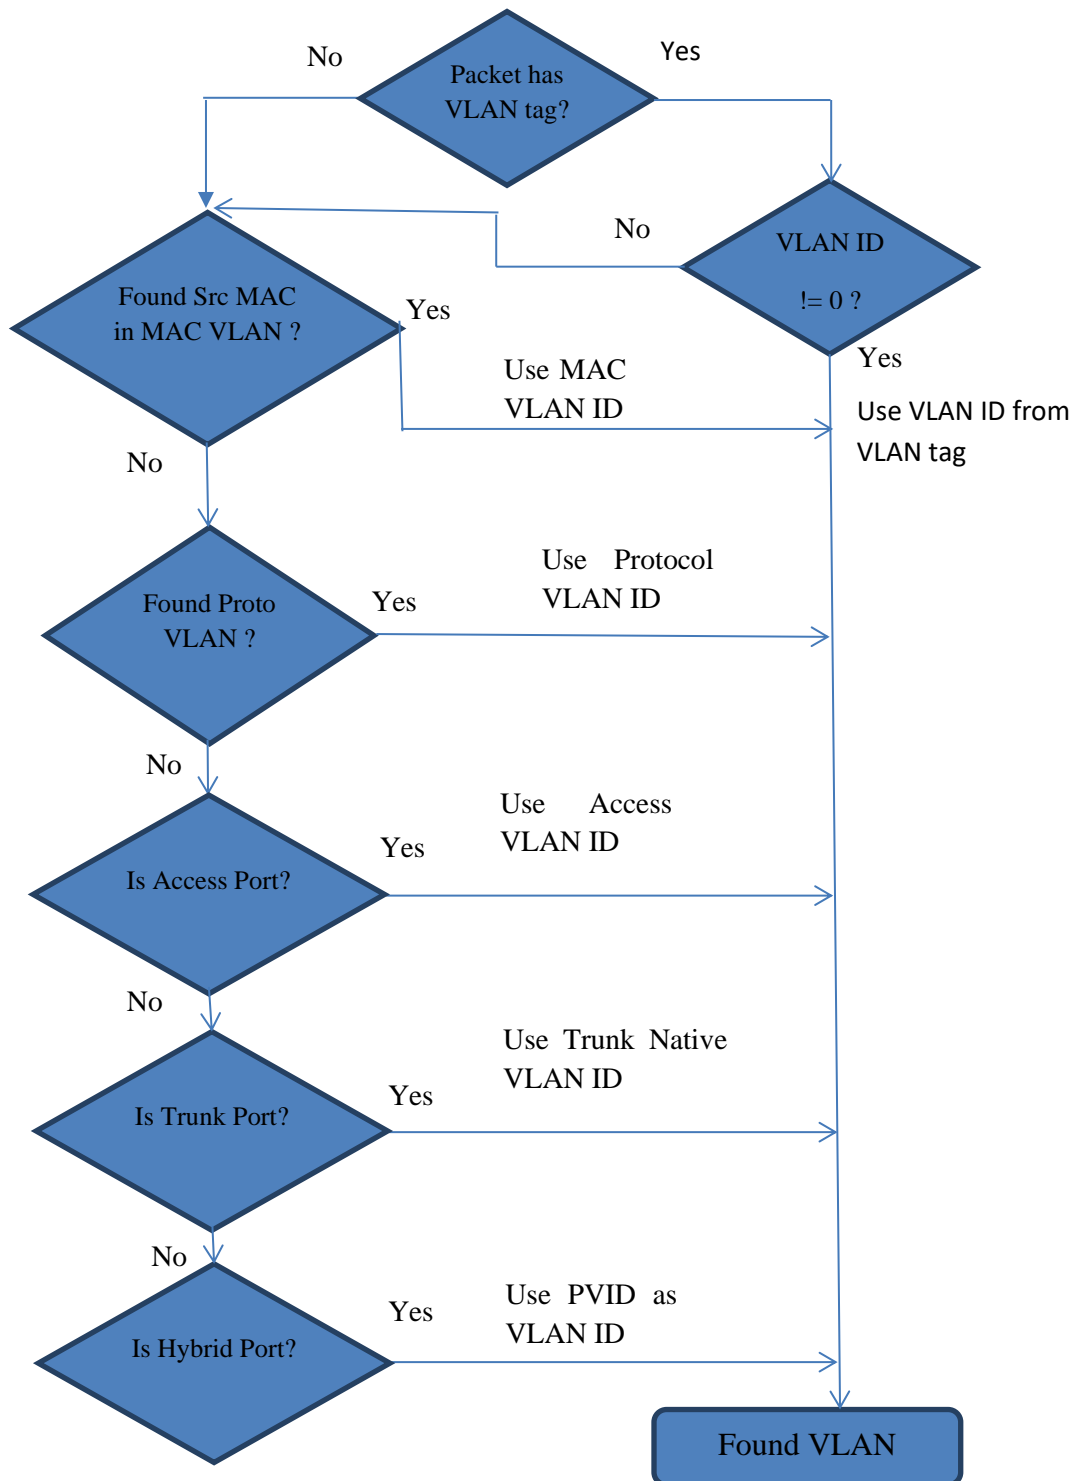 No
Yes
Packet has
VLAN tag?
No
VLAN ID
!= 0 ?
Found Src MAC
in MAC VLAN ?
Yes
Yes
Use MAC
VLAN ID
Use VLAN ID from
VLAN tag
No
Use Protocol
VLAN ID
Found Proto
VLAN ?
Yes
No
Use Access
VLAN ID
Yes
Is Access Port?
No
Use Trunk Native
VLAN ID
Yes
Is Trunk Port?
No
Use PVID as
VLAN ID
Yes
Is Hybrid Port?
Found VLAN